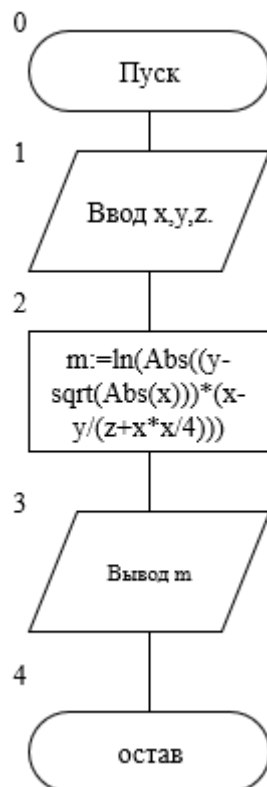 0
Пуск
1
Ввод x,y,z.
2
m:=ln(Abs((y-
sqrt(Abs(x)))*(x-
y/(z+x*x/4)))
3
Вывод m
4
остав